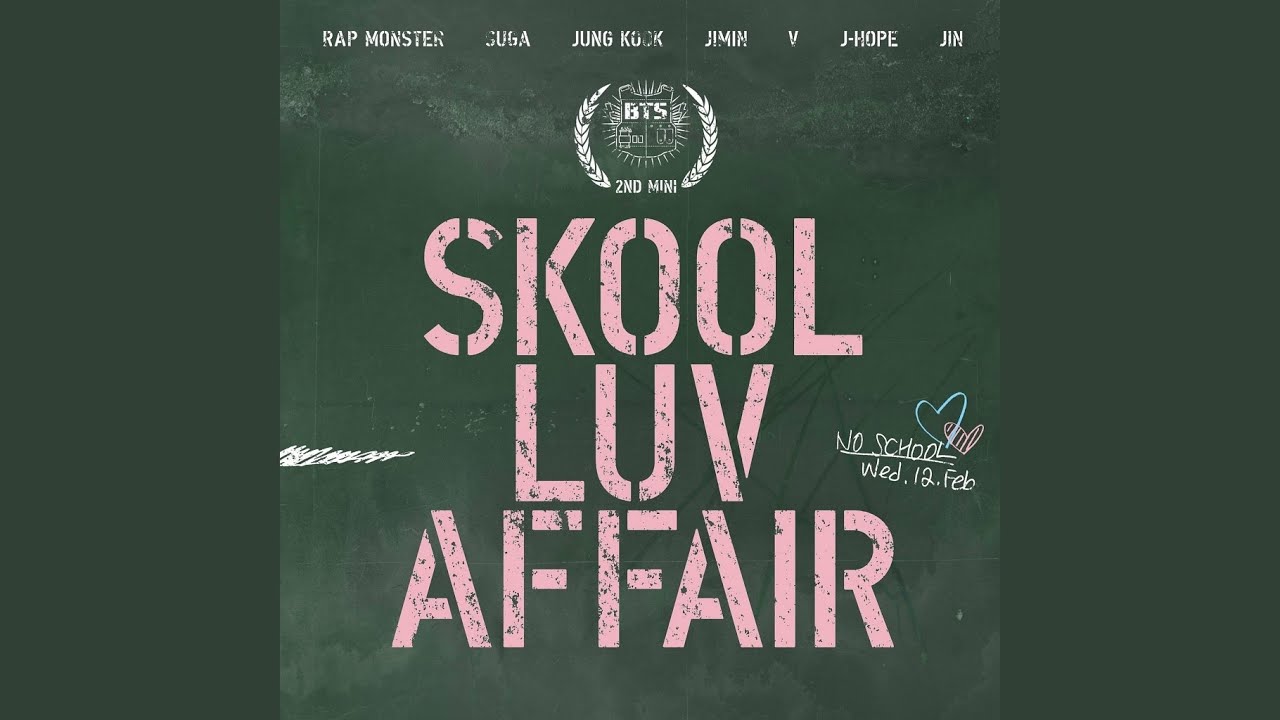 RAP MONSTER SUGA JUNG KOOK JIMIN V J-HOPE JIN
BTS
2ND MINI
SKOOL
LUV
AFFAIR
NO SCHOOL
Wed.12.Feb